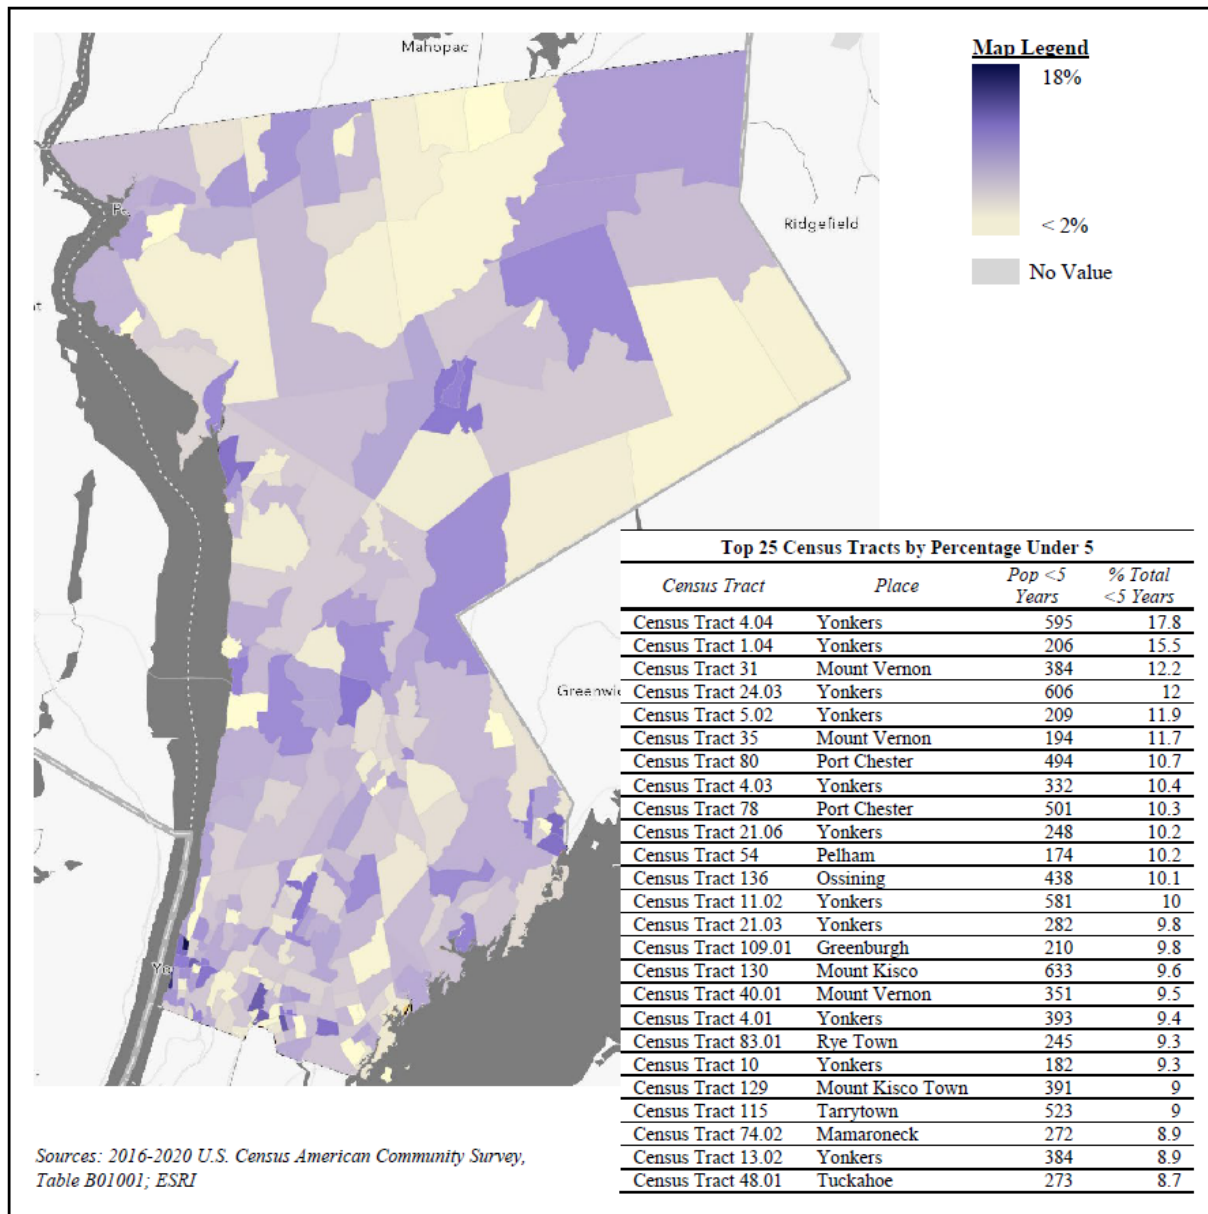 Mahopac
Map Legend
18%
Ridgefield
< 2%
No Value
Greenwi
Top 25 Census Tracts by Percentage Under 5
Census Tract Place Pop <5 Years % Total <5 Years
Census Tract 4.04 Yonkers 595 17.8
Census Tract 1.04 Yonkers 206 15.5
Census Tract 31 Mount Vernon 384 12.2
Census Tract 24.03 Yonkers 606 12
Census Tract 5.02 Yonkers 209 11.9
Census Tract 35 Mount Vernon 194 11.7
Census Tract 80 Port Chester 494 10.7
Census Tract 4.03 Yonkers 332 10.4
Census Tract 78 Port Chester 501 10.3
Census Tract 21.06 Yonkers 248 10.2
Census Tract 54 Pelham 174 10.2
Census Tract 136 Ossining 438 10.1
Census Tract 11.02 Yonkers 581 10
Census Tract 21.03 Yonkers 282 9.8
Census Tract 109.01 Greenburgh 210 9.8
Census Tract 130 Mount Kisco 633 9.6
Census Tract 40.01 Mount Vernon 351 9.5
Census Tract 4.01 Yonkers 393 9.4
Census Tract 83.01 Rye Town 245 9.3
Census Tract 10 Yonkers 182 9.3
Census Tract 129 Mount Kisco Town 391 9
Census Tract 115 Tarrytown 523 9
Census Tract 74.02 Mamaroneck 272 8.9
Census Tract 13.02 Yonkers 384 8.9
Census Tract 48.01 Tuckahoe 273 8.7
Sources: 2016-2020 U.S. Census American Community Survey,
Table B01001; ESRI